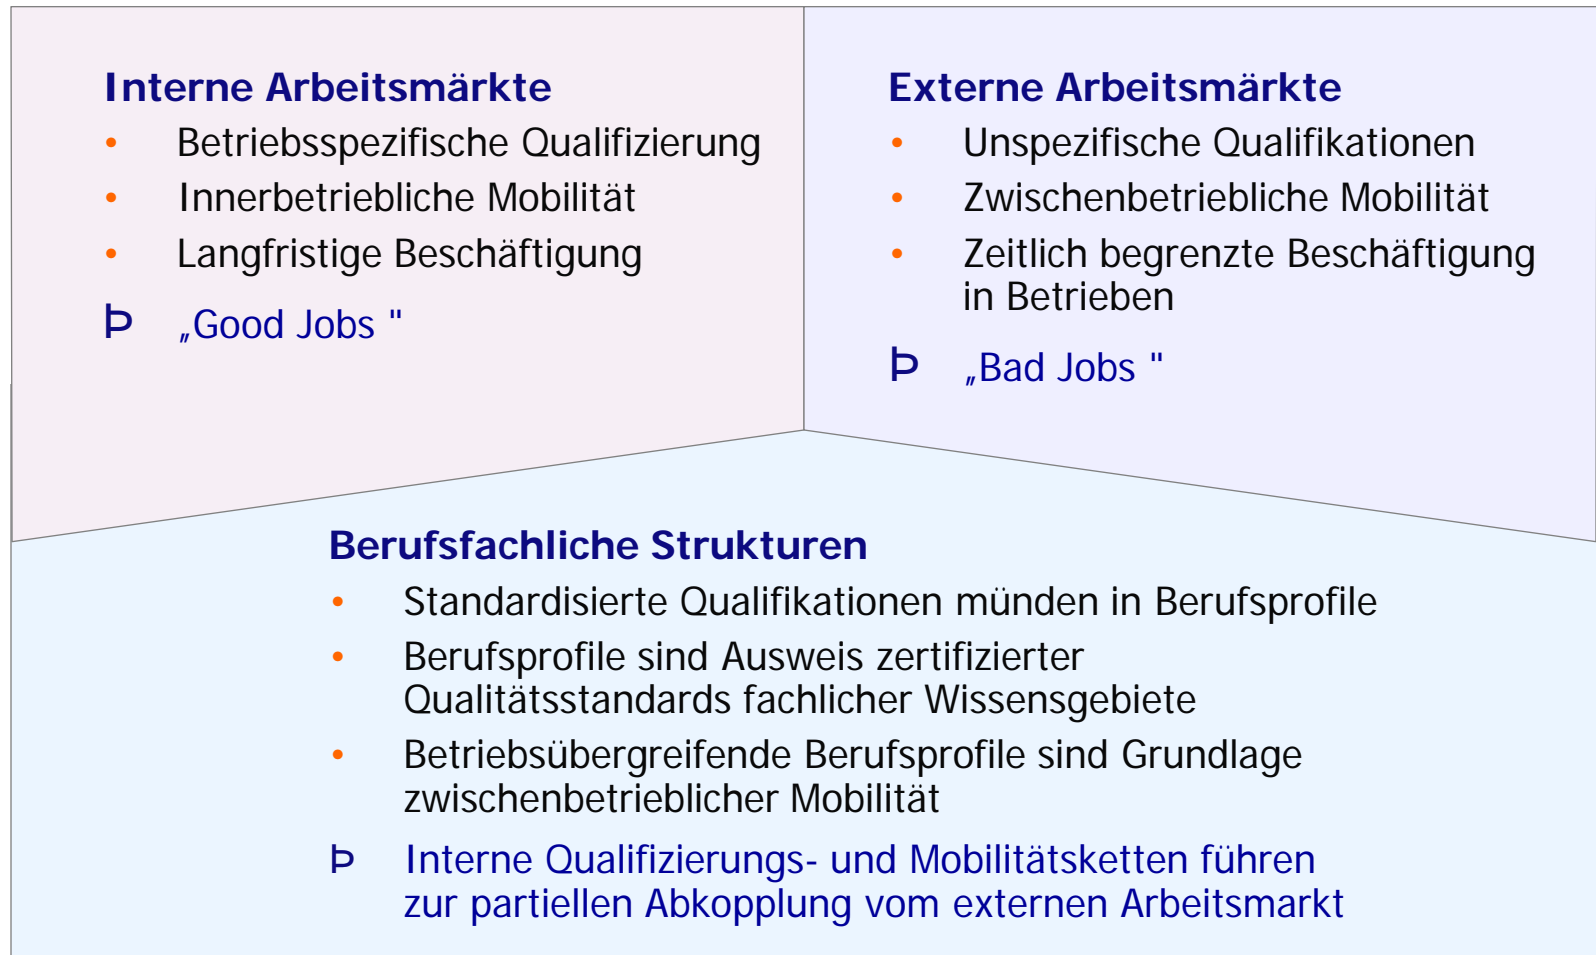 Interne Arbeitsmärkte
• Betriebsspezifische Qualifizierung
• Innerbetriebliche Mobilität
• Langfristige Beschäftigung
Þ „Good Jobs "
Externe Arbeitsmärkte
• Unspezifische Qualifikationen
• Zwischenbetriebliche Mobilität
• Zeitlich begrenzte Beschäftigung
in Betrieben
Þ „Bad Jobs "
Berufsfachliche Strukturen
• Standardisierte Qualifikationen münden in Berufsprofile
• Berufsprofile sind Ausweis zertifizierter
Qualitätsstandards fachlicher Wissensgebiete
• Betriebsübergreifende Berufsprofile sind Grundlage
zwischenbetrieblicher Mobilität
Þ Interne Qualifizierungs- und Mobilitätsketten führen
zur partiellen Abkopplung vom externen Arbeitsmarkt